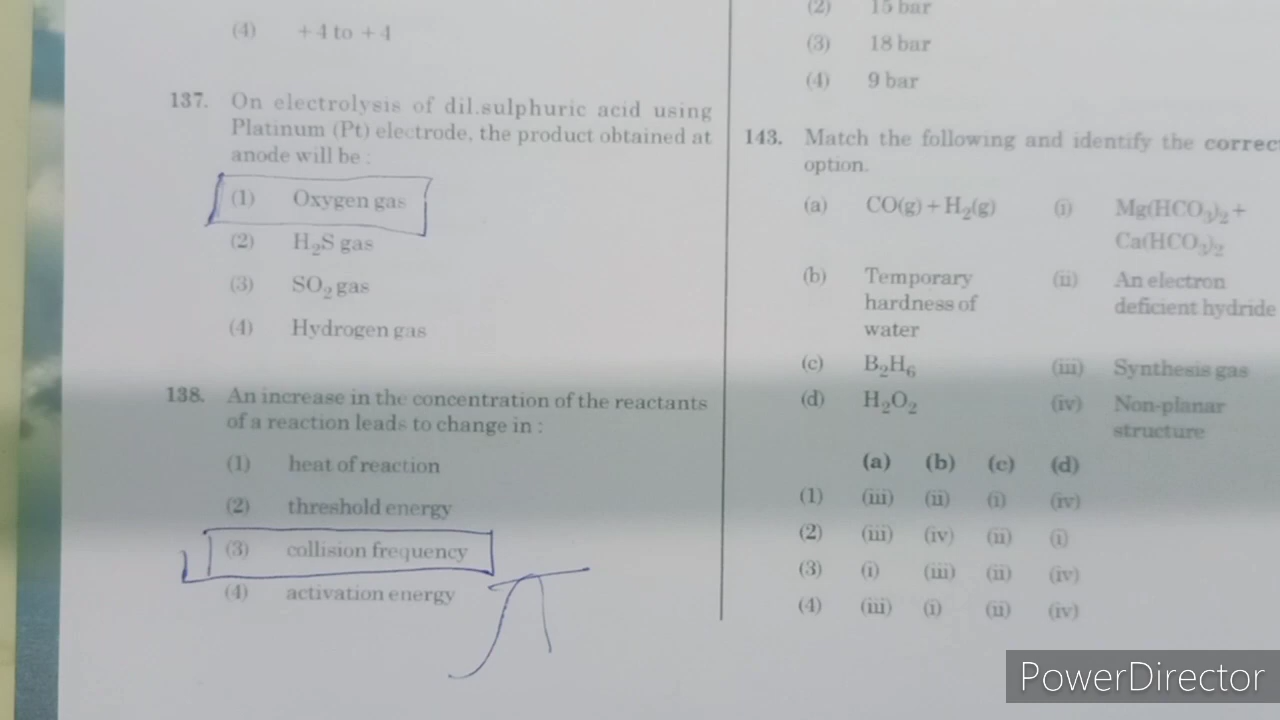 (4) +4 to +4
137. On electrolysis of dil.sulphuric acid using
Platinum (Pt) electrode, the product obtained at
anode will be :
(1) Oxygen gas
(2) H₂S gas
(3) SO₂ gas
(4) Hydrogen gas
138. An increase in the concentration of the reactants
of a reaction leads to change in :
(1) heat of reaction
(2) threshold energy
(3) collision frequency
(4) activation energy
(2) 15 bar
(3) 18 bar
(4) 9 bar
143. Match the following and identify the correc
option.
(a) CO(g) + H₂(g) (i) Mg(HCO₃)₂ +
Ca(HCO₃)₂
(b) Temporary (ii) An electron
hardness of deficient hydride
water
(c) B₂H₆ (iii) Synthesis gas
(d) H₂O₂ (iv) Non-planar
structure
(a) (b) (c) (d)
(1) (iii) (ii) (i) (iv)
(2) (iii) (iv) (ii) (i)
(3) (i) (iii) (ii) (iv)
(4) (iii) (i) (ii) (iv)
PowerDirector